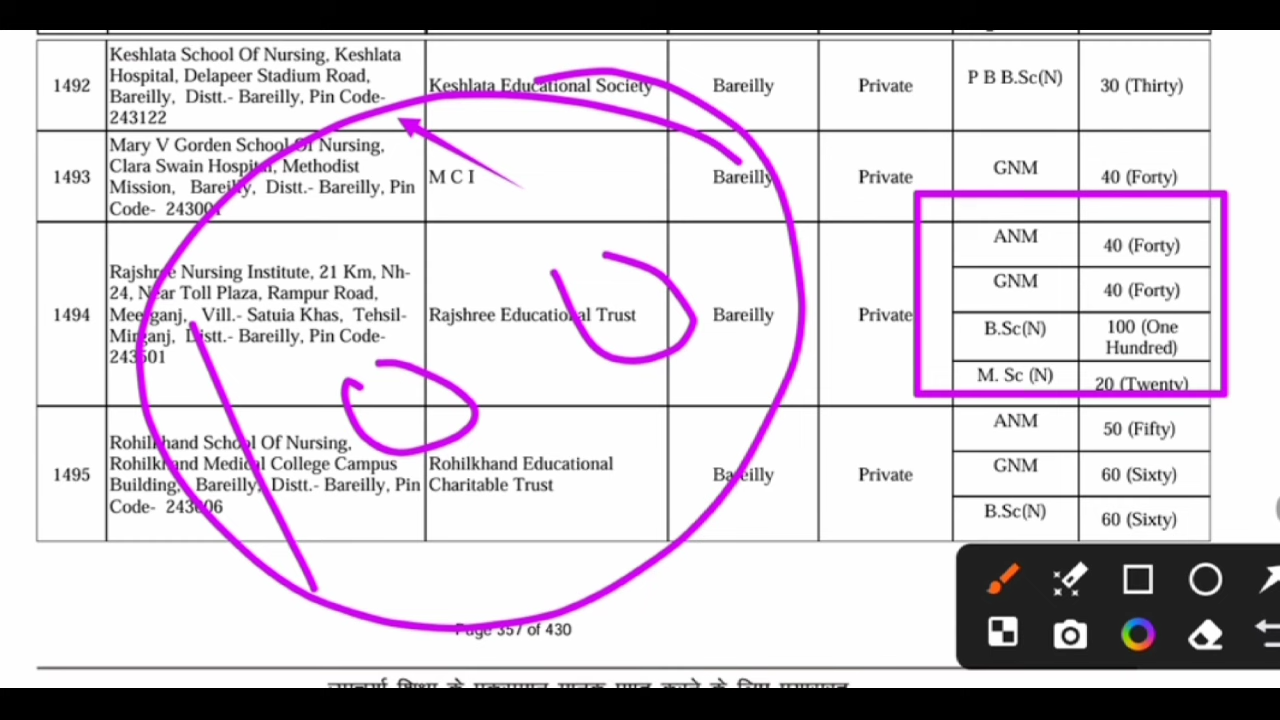 1492
Keshlata School Of Nursing, Keshlata
Hospital, Delapeer Stadium Road,
Bareilly, Distt.- Bareilly, Pin Code-
243122
Keshlata Educational Society
Bareilly
Private
P B B.Sc(N)
30 (Thirty)
1493
Mary V Gorden School Of Nursing,
Clara Swain Hospital, Methodist
Mission, Bareilly, Distt.- Bareilly, Pin
Code- 243001
M C I
Bareilly
Private
GNM
40 (Forty)
1494
Rajshree Nursing Institute, 21 Km, Nh-
24, Near Toll Plaza, Rampur Road,
Meerganj, Vill.- Satuia Khas, Tehsil-
Mirganj, Distt.- Bareilly, Pin Code-
243501
Rajshree Educational Trust
Bareilly
Private
ANM
40 (Forty)
GNM
40 (Forty)
B.Sc(N)
100 (One
Hundred)
M. Sc (N)
20 (Twenty)
1495
Rohilkhand School Of Nursing,
Rohilkhand Medical College Campus
Building, Bareilly, Distt.- Bareilly, Pin
Code- 243006
Rohilkhand Educational
Charitable Trust
Bareilly
Private
ANM
50 (Fifty)
GNM
60 (Sixty)
B.Sc(N)
60 (Sixty)
Page 357 of 430